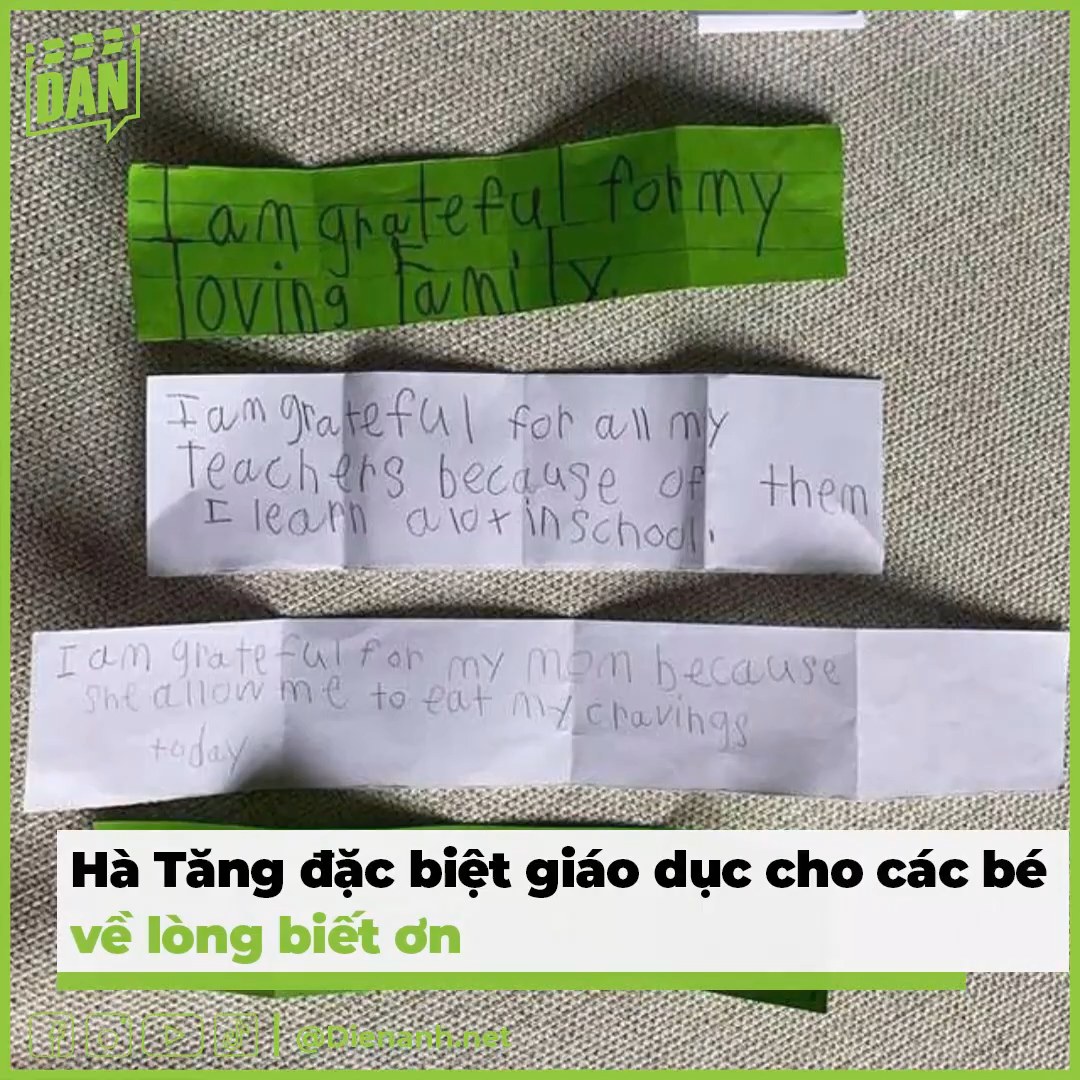 DAN
I am grateful for my
loving family.
I am grateful for all my
Teachers because of them
I learn alot in school.
I am grateful for my mom because
she allow me to eat my cravings
today
Hà Tăng đặc biệt giáo dục cho các bé
về lòng biết ơn
@Dienanh.net